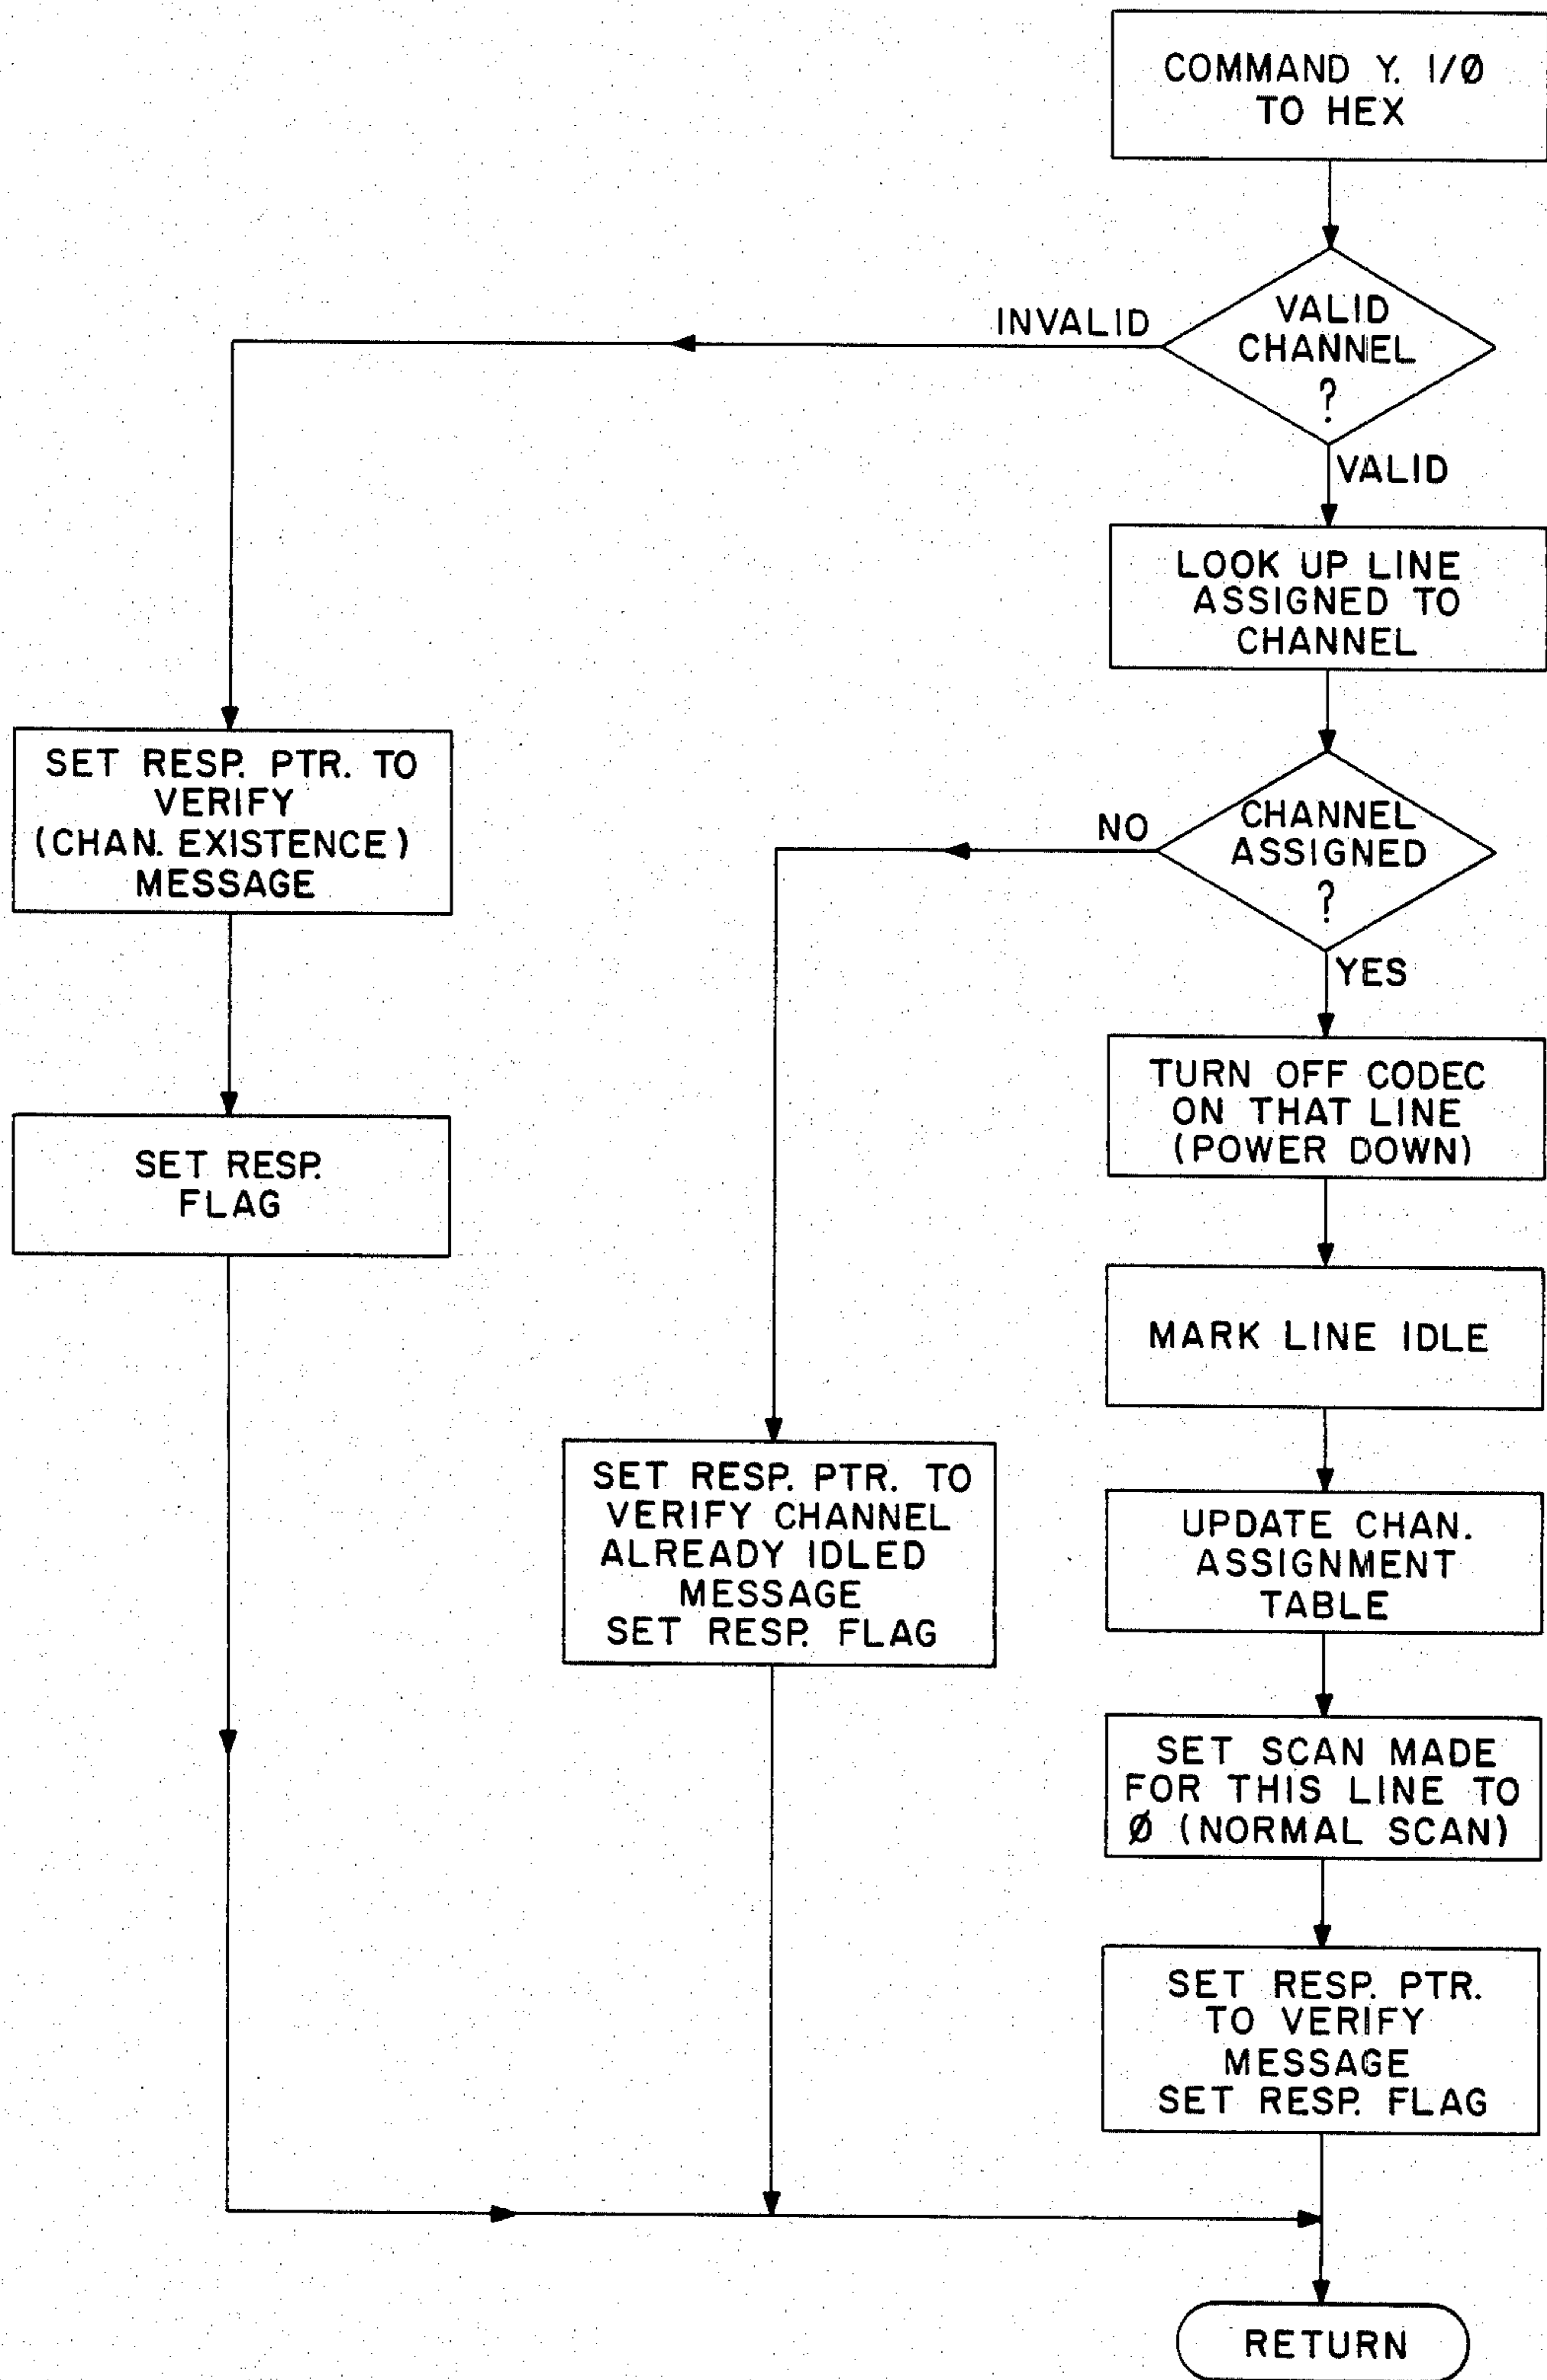 COMMAND Y. I/Ø
TO HEX
INVALID
VALID
CHANNEL
?
VALID
LOOK UP LINE
ASSIGNED TO
CHANNEL
SET RESP. PTR. TO
VERIFY
(CHAN. EXISTENCE)
MESSAGE
NO
CHANNEL
ASSIGNED
?
YES
TURN OFF CODEC
ON THAT LINE
(POWER DOWN)
SET RESP.
FLAG
MARK LINE IDLE
SET RESP. PTR. TO
VERIFY CHANNEL
ALREADY IDLED
MESSAGE
SET RESP. FLAG
UPDATE CHAN.
ASSIGNMENT
TABLE
SET SCAN MADE
FOR THIS LINE TO
Ø (NORMAL SCAN)
SET RESP. PTR.
TO VERIFY
MESSAGE
SET RESP. FLAG
RETURN